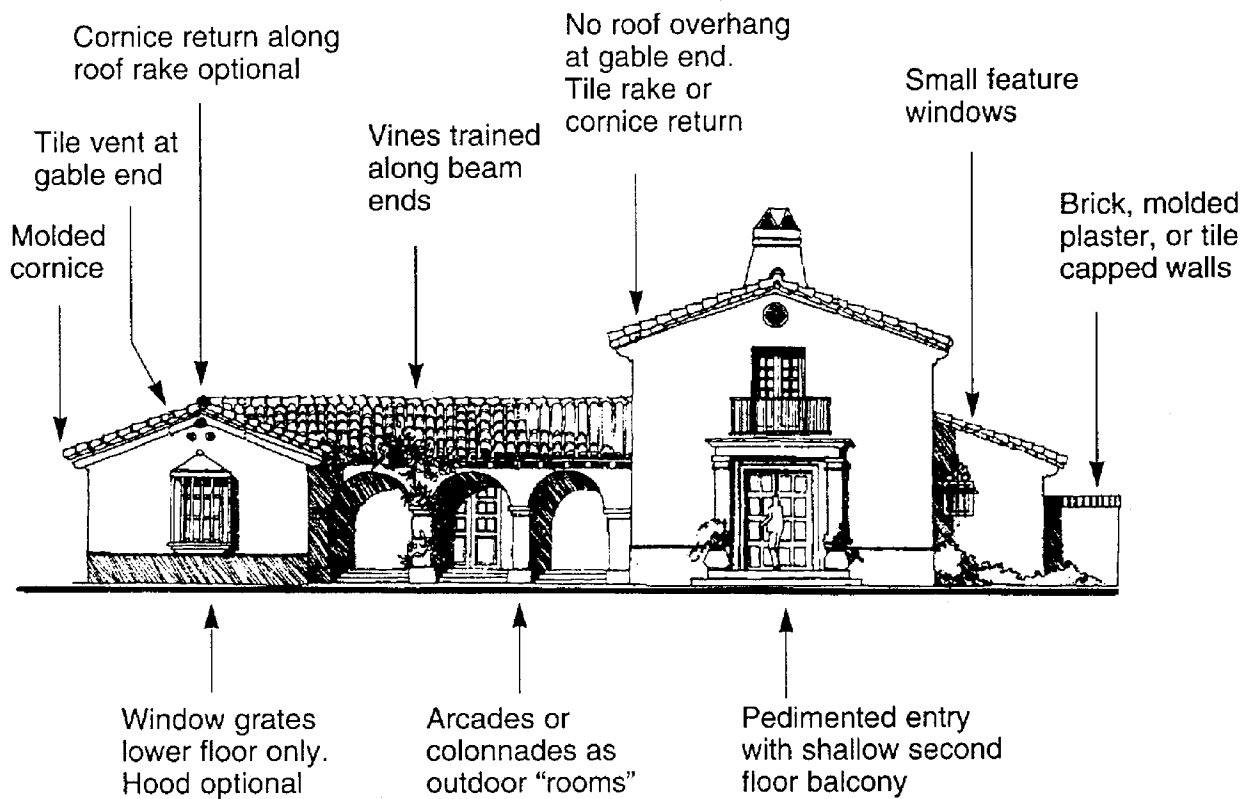 Cornice return along
roof rake optional
No roof overhang
at gable end.
Tile rake or
cornice return
Small feature
windows
Tile vent at
gable end
Vines trained
along beam
ends
Molded
cornice
Brick, molded
plaster, or tile
capped walls
Window grates
lower floor only.
Hood optional
Arcades or
colonnades as
outdoor “rooms”
Pedimented entry
with shallow second
floor balcony